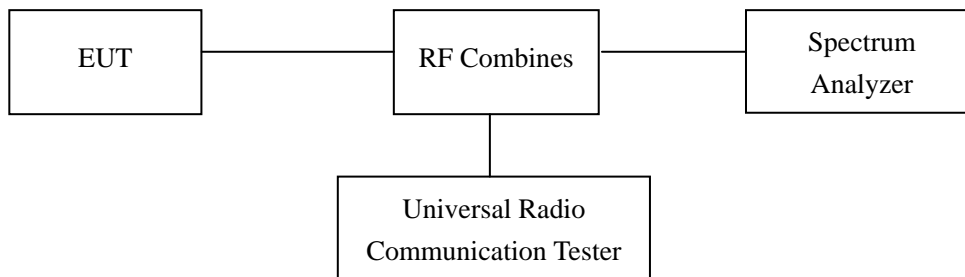 EUT
RF Combines
Spectrum
Analyzer
Universal Radio
Communication Tester